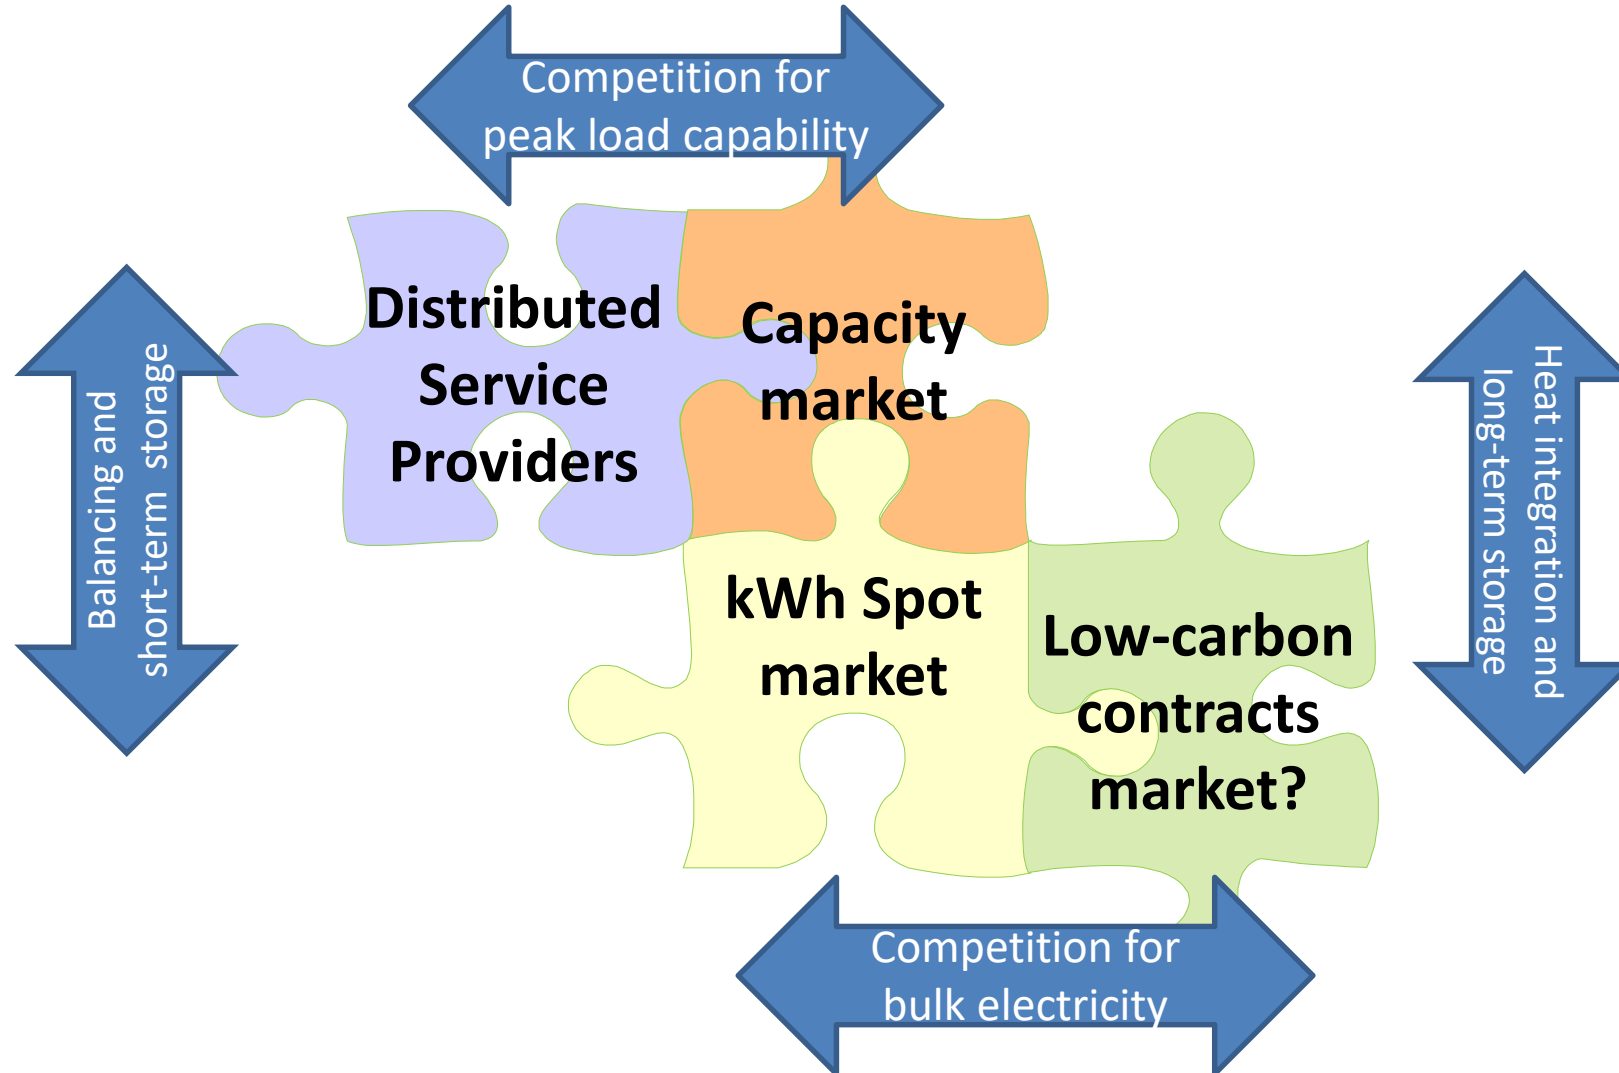 Competition for
peak load capability
Distributed
Service
Providers
Capacity
market
Balancing and
short-term storage
Heat integration and
long-term storage
kWh Spot
market
Low-carbon
contracts
market?
Competition for
bulk electricity